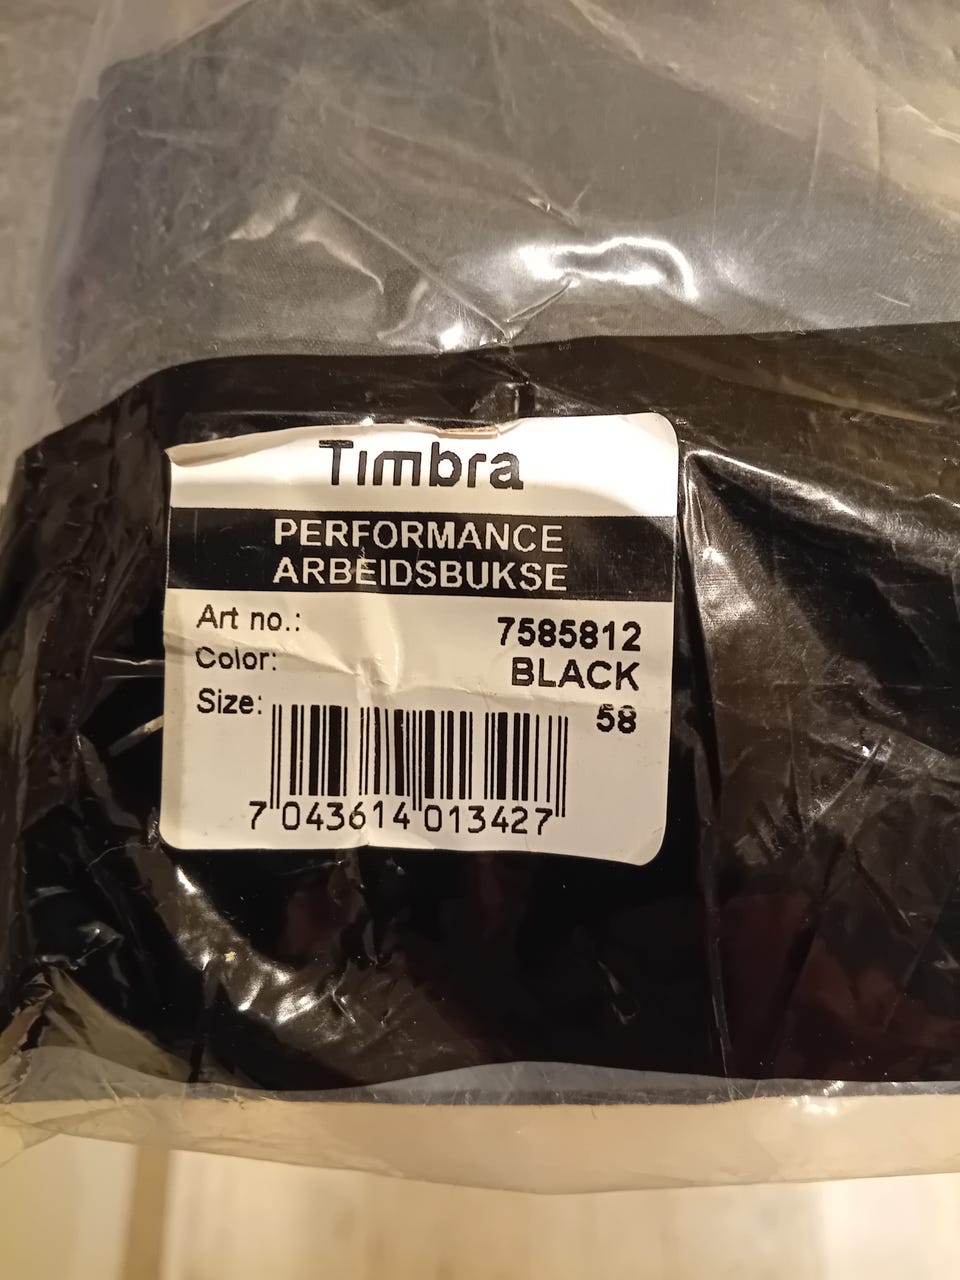 Timbra
PERFORMANCE
ARBEIDSBUKSE
Art no.: 7585812
Color: BLACK
Size: 58
7 043614 013427